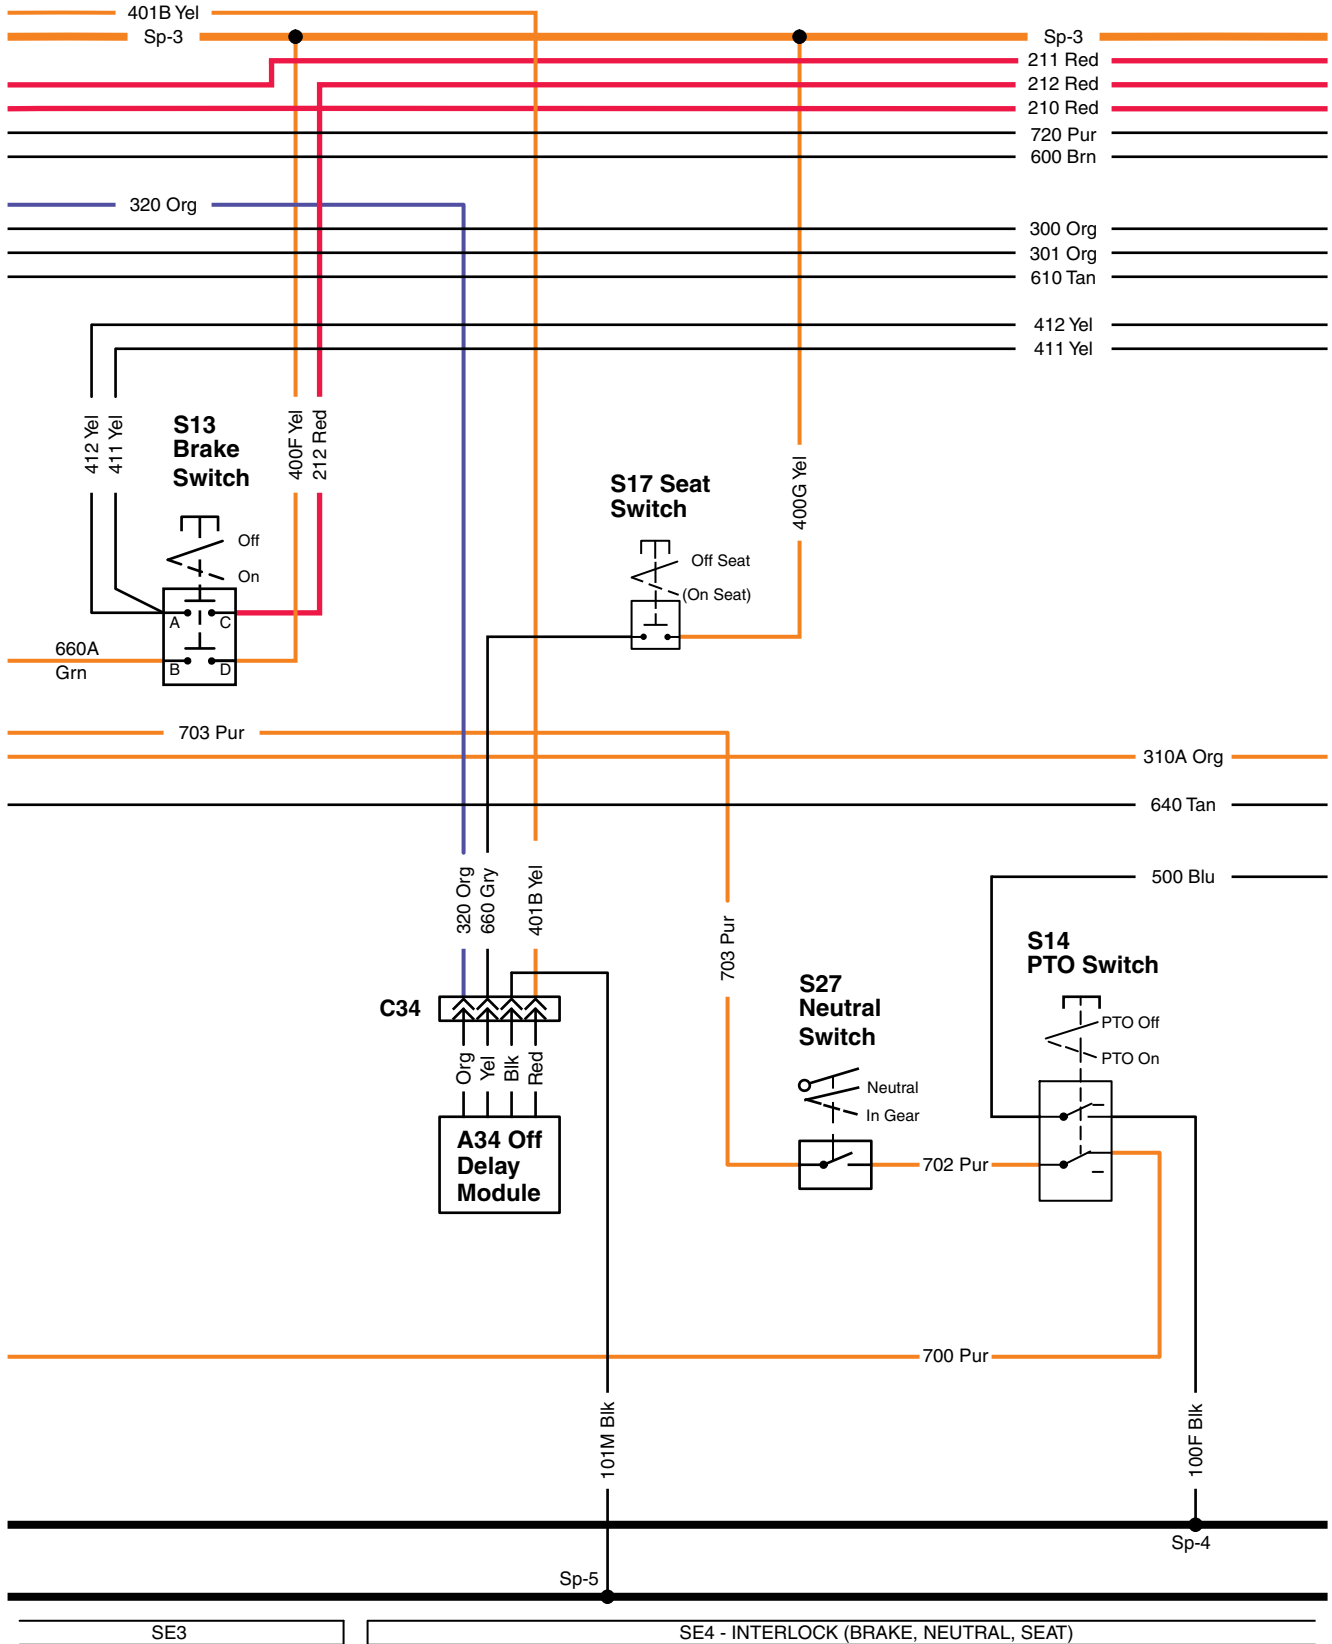 401B Yel
Sp-3
Sp-3
211 Red
212 Red
210 Red
720 Pur
600 Brn
320 Org
300 Org
301 Org
610 Tan
412 Yel
411 Yel
412 Yel
411 Yel
S13
Brake
Switch
400F Yel
212 Red
Off
On
A
C
B
D
660A
Grn
S17 Seat
Switch
400G Yel
Off Seat
(On Seat)
703 Pur
310A Org
640 Tan
500 Blu
320 Org
660 Gry
401B Yel
703 Pur
C34
Org
Yel
Blk
Red
A34 Off
Delay
Module
S27
Neutral
Switch
Neutral
In Gear
S14
PTO Switch
PTO Off
PTO On
702 Pur
700 Pur
101M Blk
100F Blk
Sp-4
Sp-5
SE3
SE4 - INTERLOCK (BRAKE, NEUTRAL, SEAT)